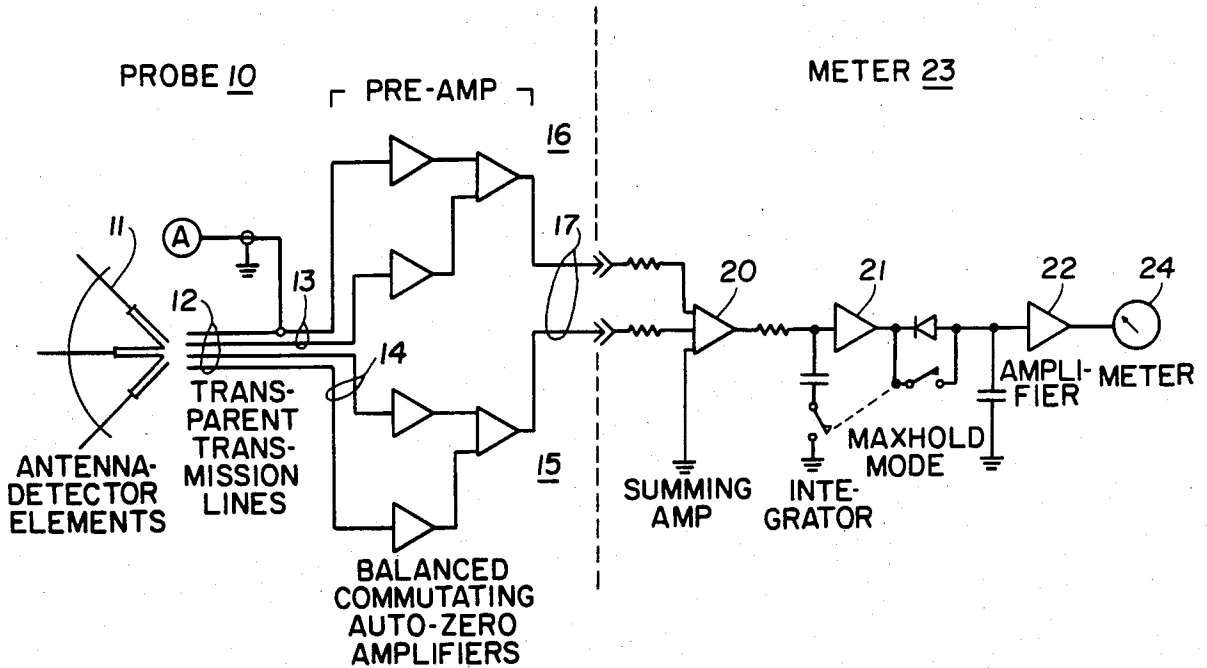 PROBE 10
PRE-AMP
METER 23
16
11
A
17
13
12
20
21
22
24
14
TRANS-
PARENT
TRANS-
MISSION
LINES
AMPLI-
FIER
METER
MAXHOLD
MODE
ANTENNA-
DETECTOR
ELEMENTS
15
SUMMING
AMP
INTE-
GRATOR
BALANCED
COMMUTATING
AUTO-ZERO
AMPLIFIERS